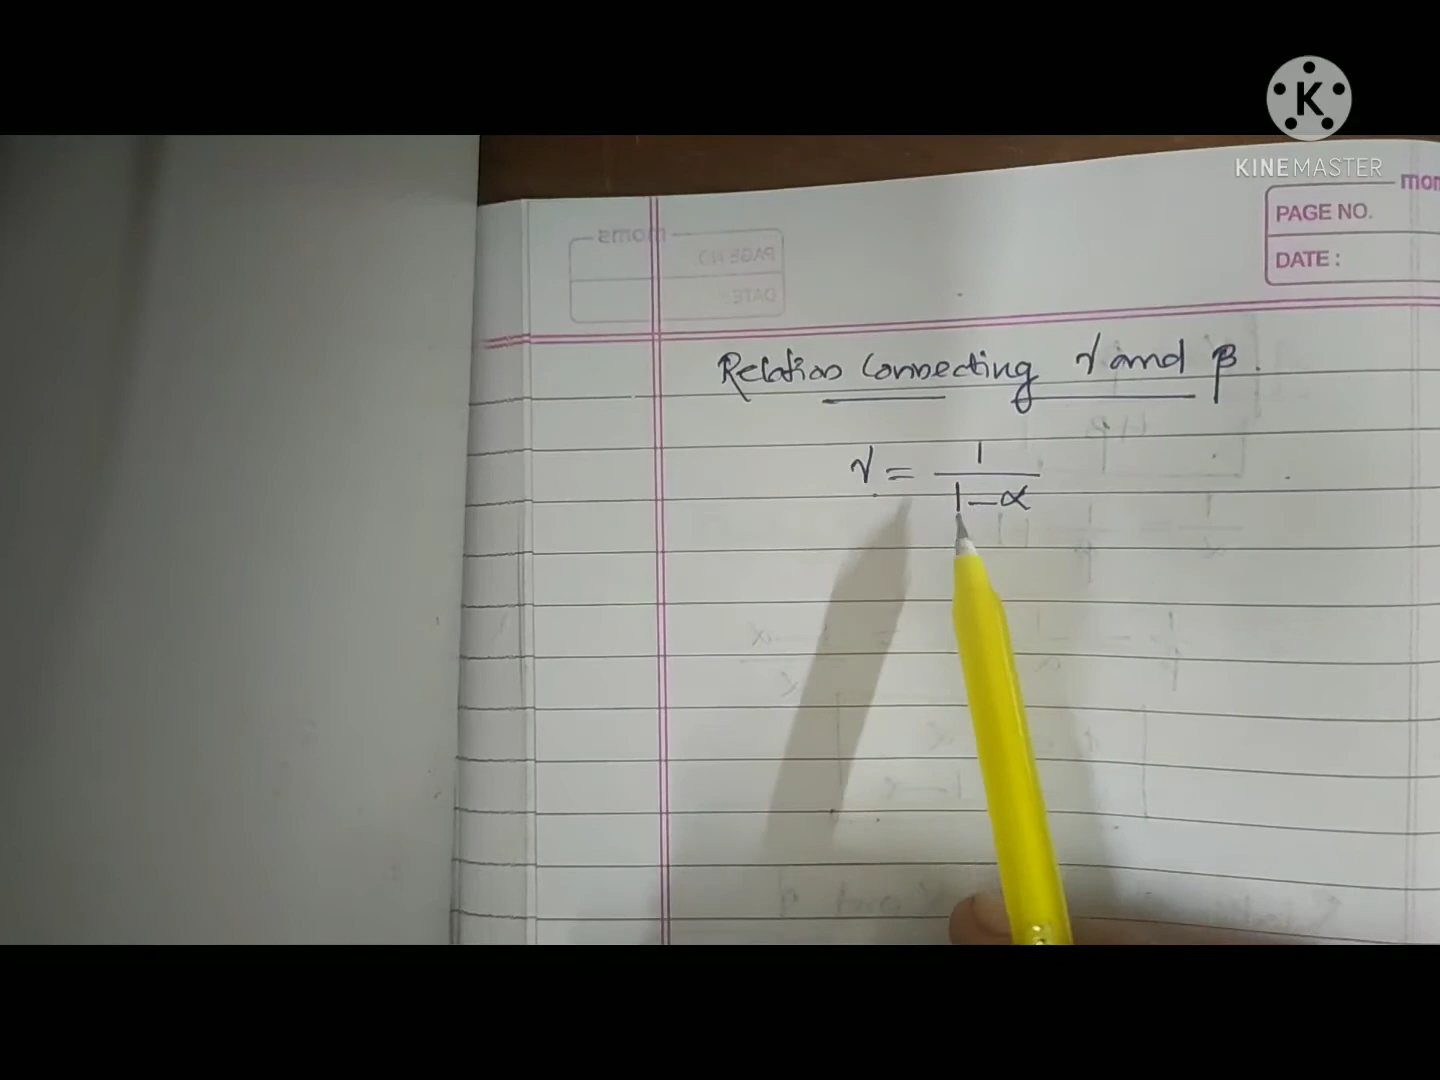 KINEMASTER
PAGE NO.
DATE :
Relation connecting γ and β.
γ = 1
1 - α